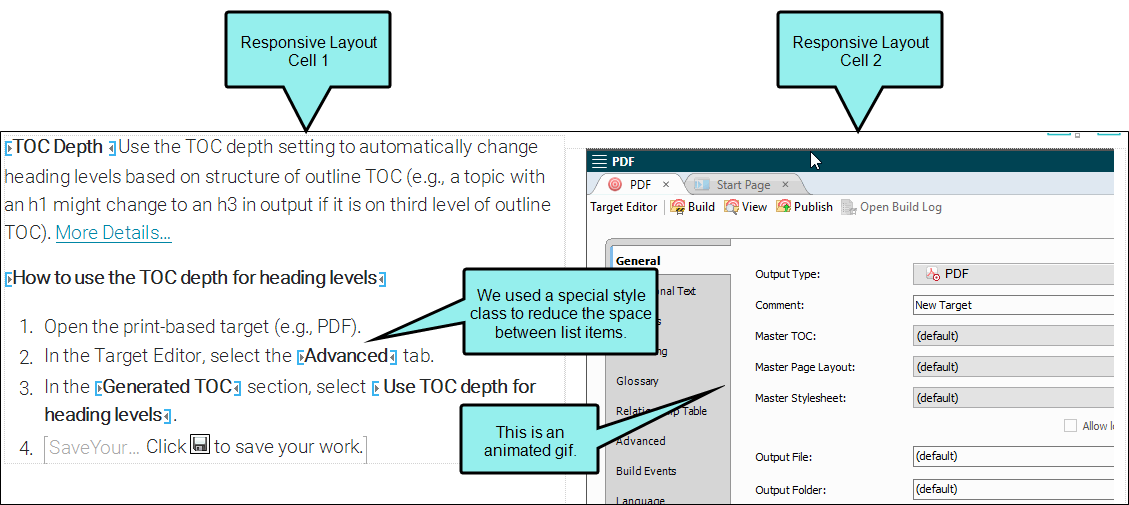 Responsive Layout
Cell 1
Responsive Layout
Cell 2
TOC Depth Use the TOC depth setting to automatically change
heading levels based on structure of outline TOC (e.g., a topic with
an h1 might change to an h3 in output if it is on third level of outline
TOC). More Details...
How to use the TOC depth for heading levels
1. Open the print-based target (e.g., PDF).
2. In the Target Editor, select the Advanced tab.
3. In the Generated TOC section, select Use TOC depth for
heading levels.
4. SaveYour... Click to save your work.
We used a special style
class to reduce the space
between list items.
This is an
animated gif.
PDF
PDF × Start Page ×
Target Editor Build View Publish Open Build Log
General
Text
Glossary
Table
Advanced
Build Events
Language
Output Type: PDF
Comment: New Target
Master TOC: (default)
Master Page Layout: (default)
Master Stylesheet: (default)
Allow
Output File: (default)
Output Folder: (default)